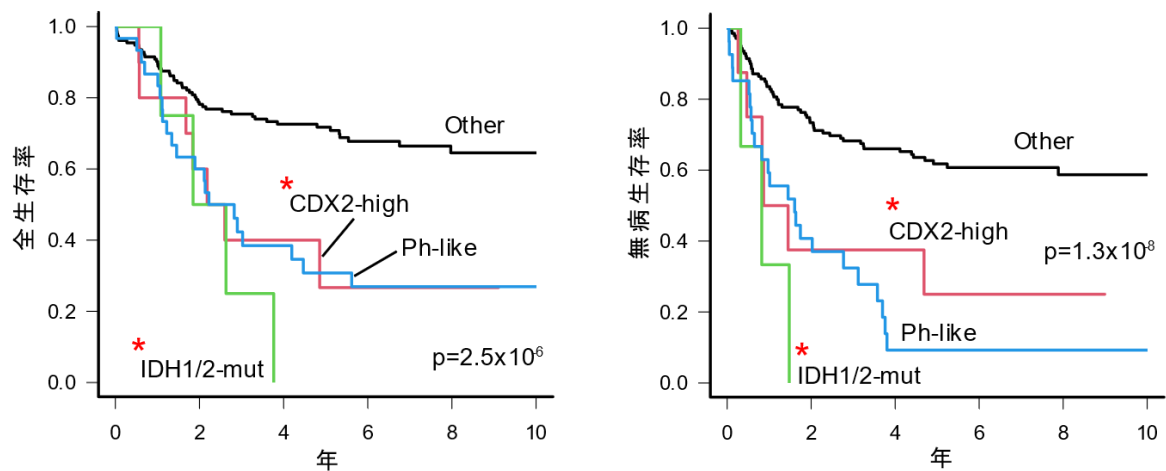 全生存率
1.0
0.8
0.6
0.4
0.2
0.0
Other
*
CDX2-high
Ph-like
*
IDH1/2-mut
p=2.5x10-6
0 2 4 6 8 10
年
無病生存率
1.0
0.8
0.6
0.4
0.2
0.0
Other
*
CDX2-high
p=1.3x10-8
Ph-like
*
IDH1/2-mut
0 2 4 6 8 10
年